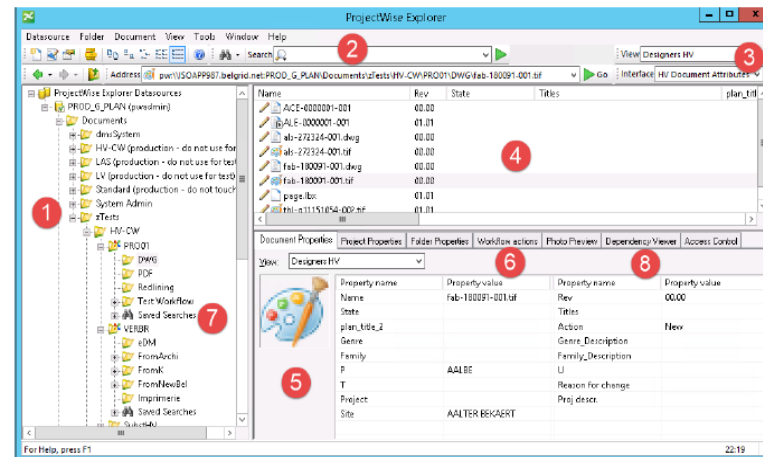 ProjectWise Explorer
Datasource Folder Document View Tools Window Help
Search 2 View Designers HV 3
Address pw:\\ISOAPP987.belgrid.net:PROD_G_PLAN\Documents\zTests\HV-CW\PRO01\DWG\fab-180091-001.tif Go Interface HV Document Attributes
ProjectWise Explorer Datasources
PROD_G_PLAN (pwadmin)
Documents
dmsSystem
HV-CW (production - do not use for
LAS (production - do not use for test)
LV (production - do not use for test)
Standard (production - do not touch
System Admin
1 zTests
HV-CW
PRO01
DWG
PDF
Redlining
Test Workflow
Saved Searches 7
VERBR
eDM
FromArchi
FromK
FromNewBel
Imprimerie
Saved Searches
SubstHV
Name Rev State Titles plan_titl
ACE-0000001-001 00.00
ALE-0000001-001 01.01
als-272324-001.dwg 00.00
als-272324-001.tif 00.00
4
fab-180091-001.dwg 00.00
fab-180091-001.tif 00.00
page.lbx 01.01
tbl-n11151054-002.tif 01.01
Document Properties Project Properties Folder Properties Workflow actions Photo Preview Dependency Viewer Access Control
View: Designers HV 6 8
Property name Property value Property name Property value
Name Fab-180091-001.tif Rev 00.00
State Titles
plan_title_2 Action New
Genre Genre_Description
Family Family_Description
5
P AALBE U
T Reason for change
Project Proj descr.
Site AALTER BEKAERT
For Help, press F1 22:19